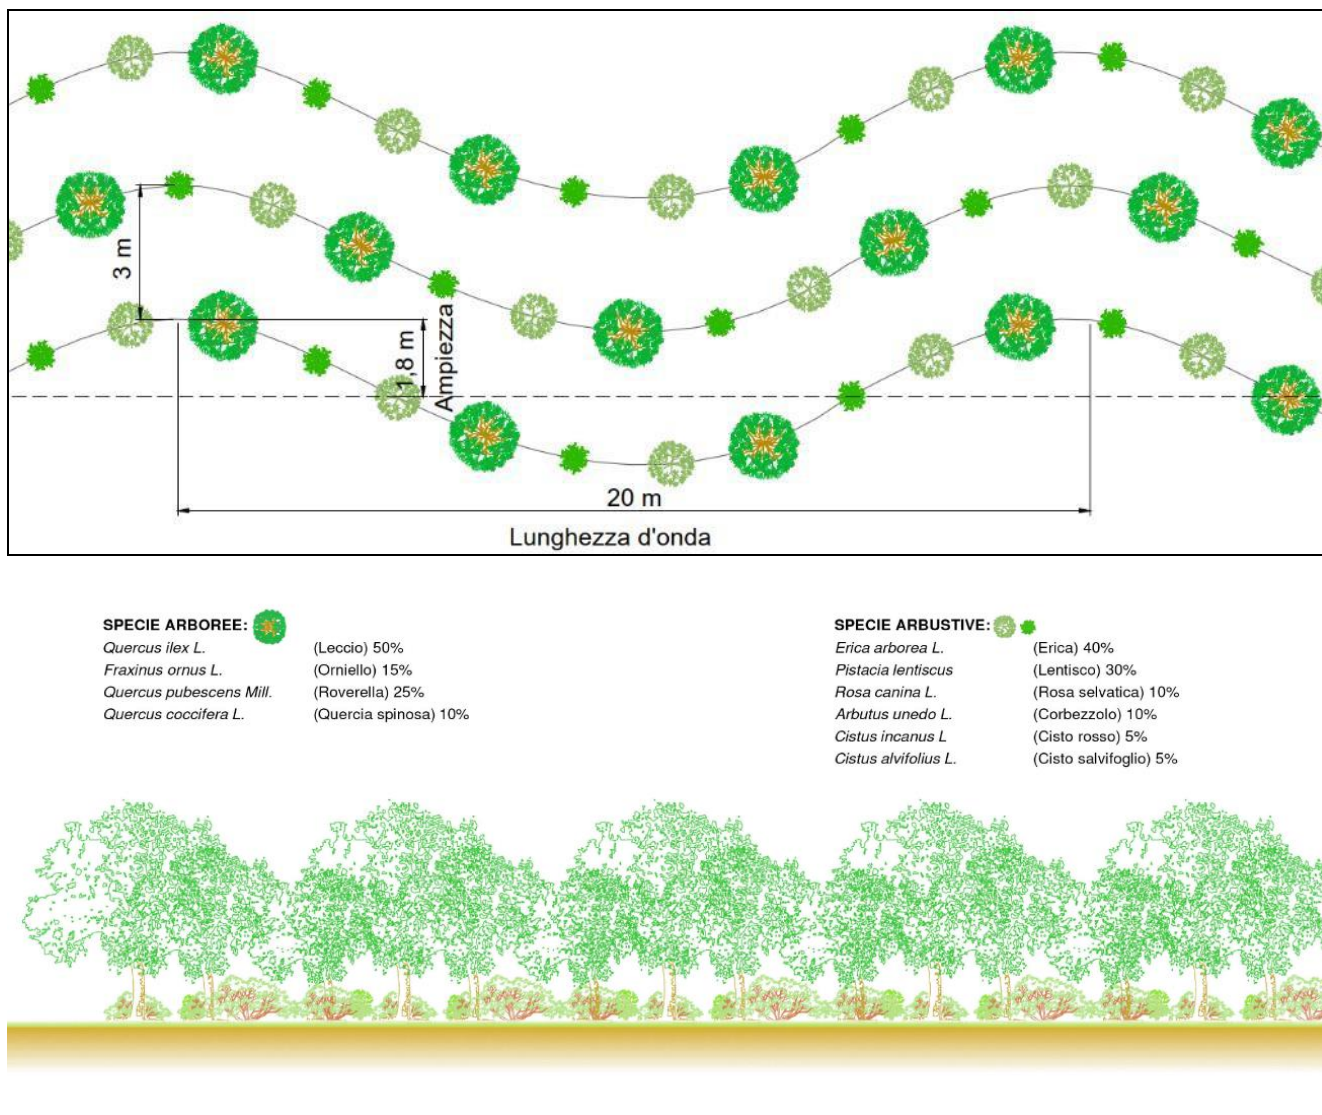 3 m
1,8 m
Ampiezza
20 m
Lunghezza d'onda
SPECIE ARBOREE:
Quercus ilex L. (Leccio) 50%
Fraxinus ornus L. (Orniello) 15%
Quercus pubescens Mill. (Roverella) 25%
Quercus coccifera L. (Quercia spinosa) 10%
SPECIE ARBUSTIVE:
Erica arborea L. (Erica) 40%
Pistacia lentiscus (Lentisco) 30%
Rosa canina L. (Rosa selvatica) 10%
Arbutus unedo L. (Corbezzolo) 10%
Cistus incanus L (Cisto rosso) 5%
Cistus alvifolius L. (Cisto salvifoglio) 5%